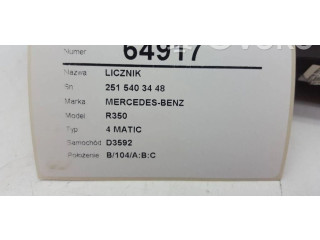 Numer 64917
Nazwa LICZNIK
Sn 251 540 34 48
Marka MERCEDES-BENZ
Model R350
Typ 4 MATIC
Samochód D3592
Położenie B/104/A:B:C